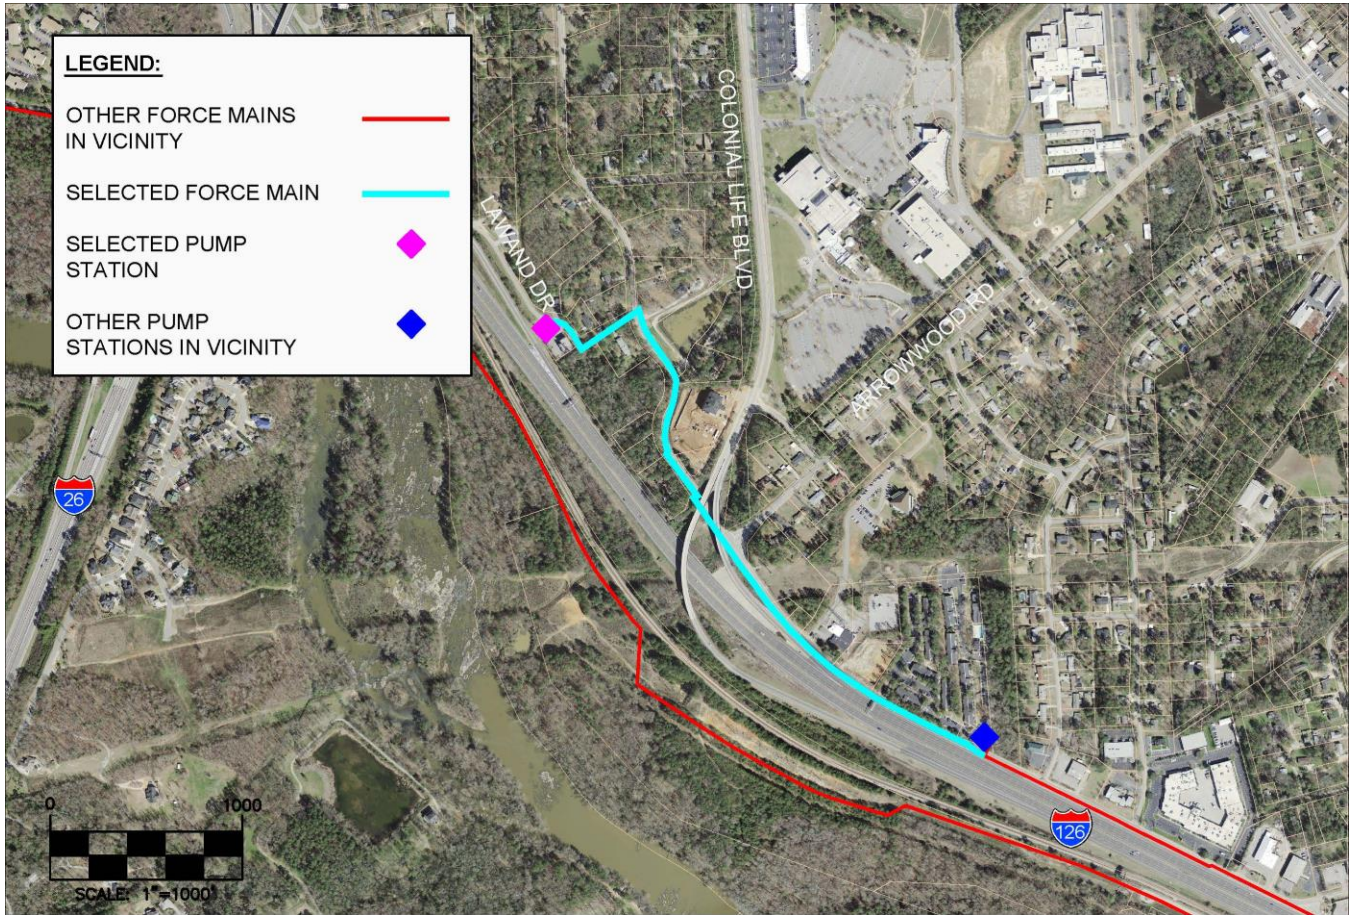 LEGEND:
OTHER FORCE MAINS
IN VICINITY
SELECTED FORCE MAIN
SELECTED PUMP
STATION
OTHER PUMP
STATIONS IN VICINITY
COLONIAL LIFE BLVD
LAWAND DR
ARROWWOOD RD
26
126
0 1000
SCALE: 1"=1000'